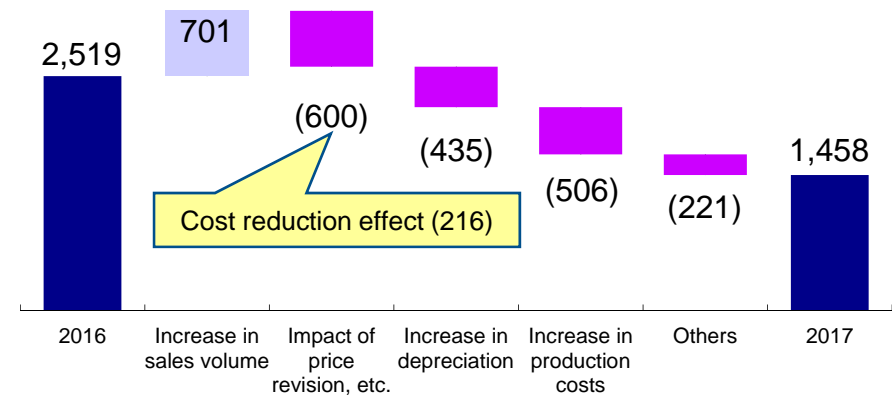 2,519
701
(600)
(435)
(506)
(221)
1,458
Cost reduction effect (216)
2016
Increase in
sales volume
Impact of
price
revision, etc.
Increase in
depreciation
Increase in
production
costs
Others
2017